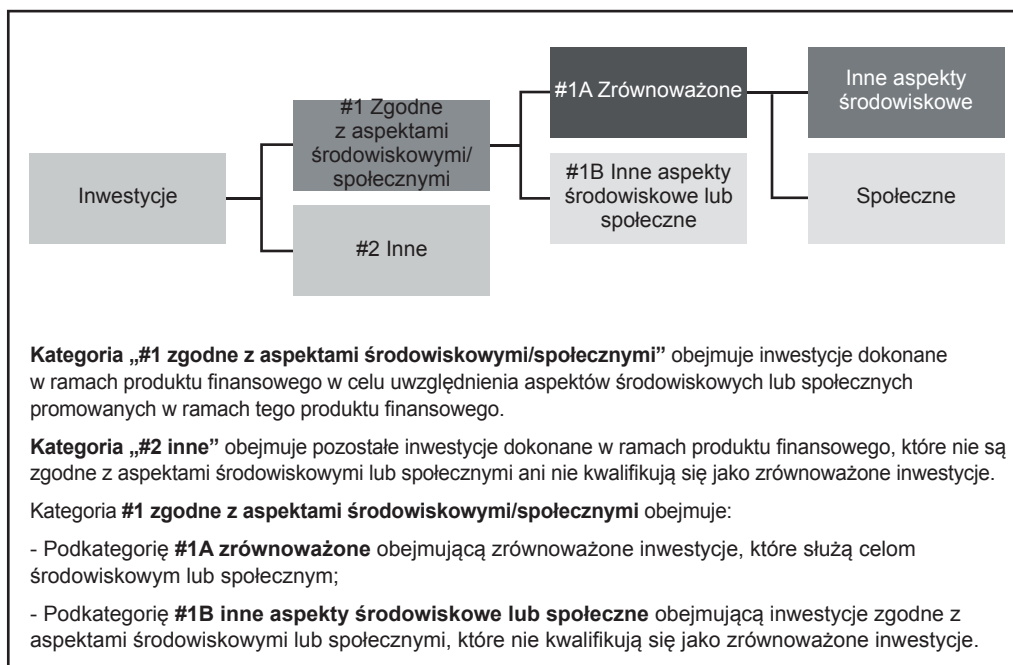 Inwestycje
#1 Zgodne
z aspektami
środowiskowymi/
społecznymi
#2 Inne
#1A Zrównoważone
#1B Inne aspekty
środowiskowe lub
społeczne
Inne aspekty
środowiskowe
Społeczne
Kategoria „#1 zgodne z aspektami środowiskowymi/społecznymi” obejmuje inwestycje dokonane
w ramach produktu finansowego w celu uwzględnienia aspektów środowiskowych lub społecznych
promowanych w ramach tego produktu finansowego.
Kategoria „#2 inne” obejmuje pozostałe inwestycje dokonane w ramach produktu finansowego, które nie są
zgodne z aspektami środowiskowymi lub społecznymi ani nie kwalifikują się jako zrównoważone inwestycje.
Kategoria #1 zgodne z aspektami środowiskowymi/społecznymi obejmuje:
- Podkategorię #1A zrównoważone obejmującą zrównoważone inwestycje, które służą celom
środowiskowym lub społecznym;
- Podkategorię #1B inne aspekty środowiskowe lub społeczne obejmującą inwestycje zgodne z
aspektami środowiskowymi lub społecznymi, które nie kwalifikują się jako zrównoważone inwestycje.